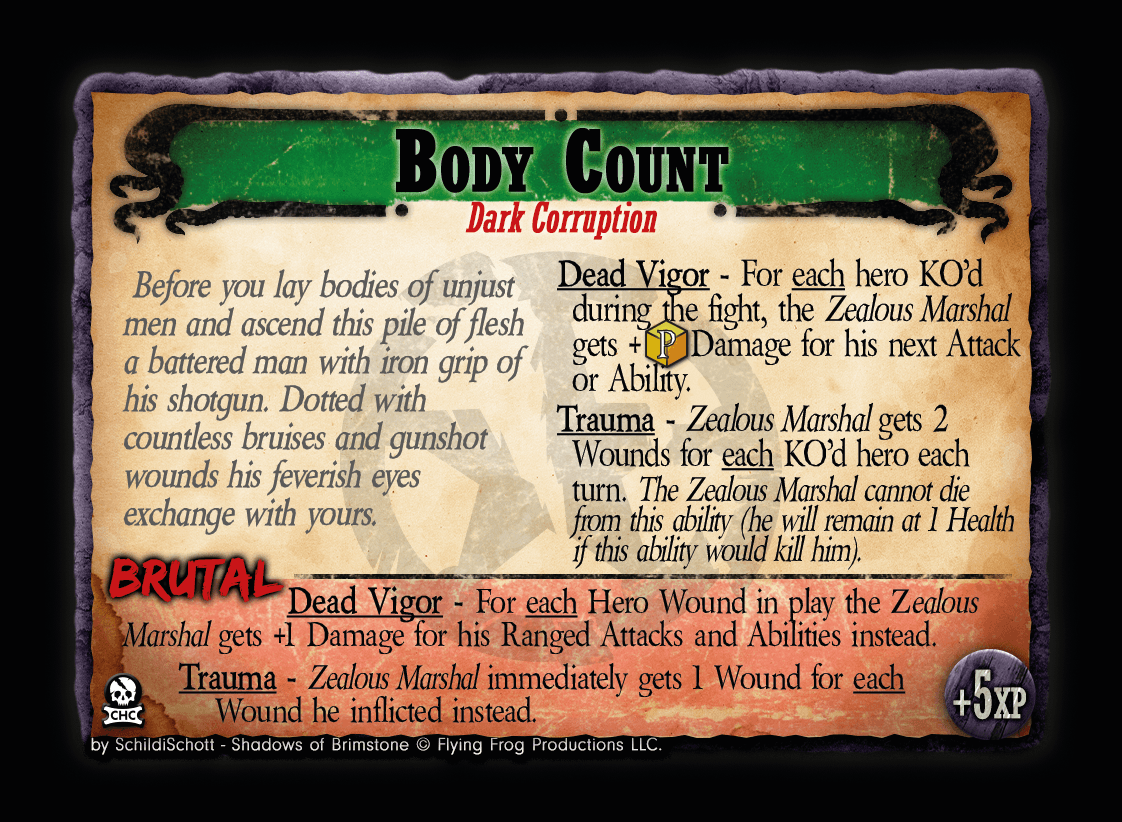 Body Count
Dark Corruption
Before you lay bodies of unjust
men and ascend this pile of flesh
a battered man with iron grip of
his shotgun. Dotted with
countless bruises and gunshot
wounds his feverish eyes
exchange with yours.
Dead Vigor - For each hero KO'd
during the fight, the Zealous Marshal
gets + P Damage for his next Attack
or Ability.
Trauma - Zealous Marshal gets 2
Wounds for each KO'd hero each
turn. The Zealous Marshal cannot die
from this ability (he will remain at 1 Health
if this ability would kill him).
BRUTAL
Dead Vigor - For each Hero Wound in play the Zealous
Marshal gets +1 Damage for his Ranged Attacks and Abilities instead.
Trauma - Zealous Marshal immediately gets 1 Wound for each
Wound he inflicted instead.
CHC
+5XP
by SchildiSchott - Shadows of Brimstone © Flying Frog Productions LLC.